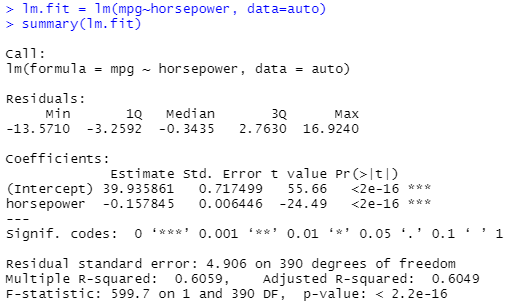 > lm.fit = lm(mpg~horsepower, data=auto)
> summary(lm.fit)
Call:
lm(formula = mpg ~ horsepower, data = auto)
Residuals:
Min 1Q Median 3Q Max
-13.5710 -3.2592 -0.3435 2.7630 16.9240
Coefficients:
Estimate Std. Error t value Pr(>|t|)
(Intercept) 39.935861 0.717499 55.66 <2e-16 ***
horsepower -0.157845 0.006446 -24.49 <2e-16 ***
---
Signif. codes: 0 ‘***’ 0.001 ‘**’ 0.01 ‘*’ 0.05 ‘.’ 0.1 ‘ ’ 1
Residual standard error: 4.906 on 390 degrees of freedom
Multiple R-squared: 0.6059, Adjusted R-squared: 0.6049
F-statistic: 599.7 on 1 and 390 DF, p-value: < 2.2e-16